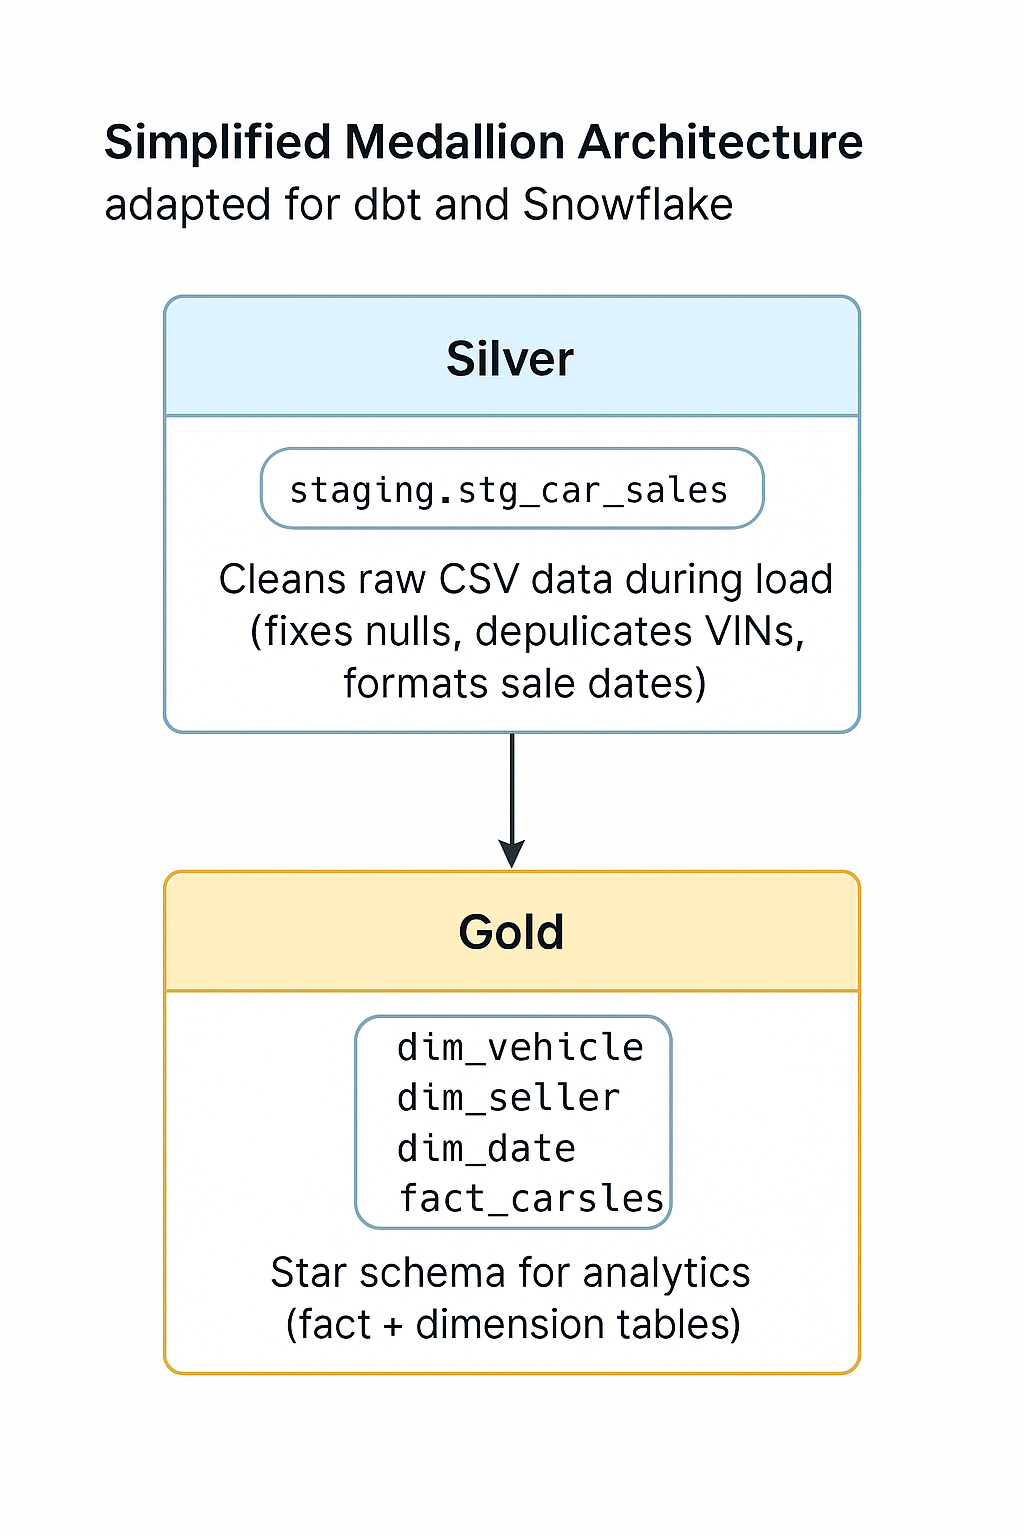 Simplified Medallion Architecture
adapted for dbt and Snowflake
Silver
staging.stg_car_sales
Cleans raw CSV data during load
(fixes nulls, depulicates VINs,
formats sale dates)
Gold
dim_vehicle
dim_seller
dim_date
fact_carsles
Star schema for analytics
(fact + dimension tables)